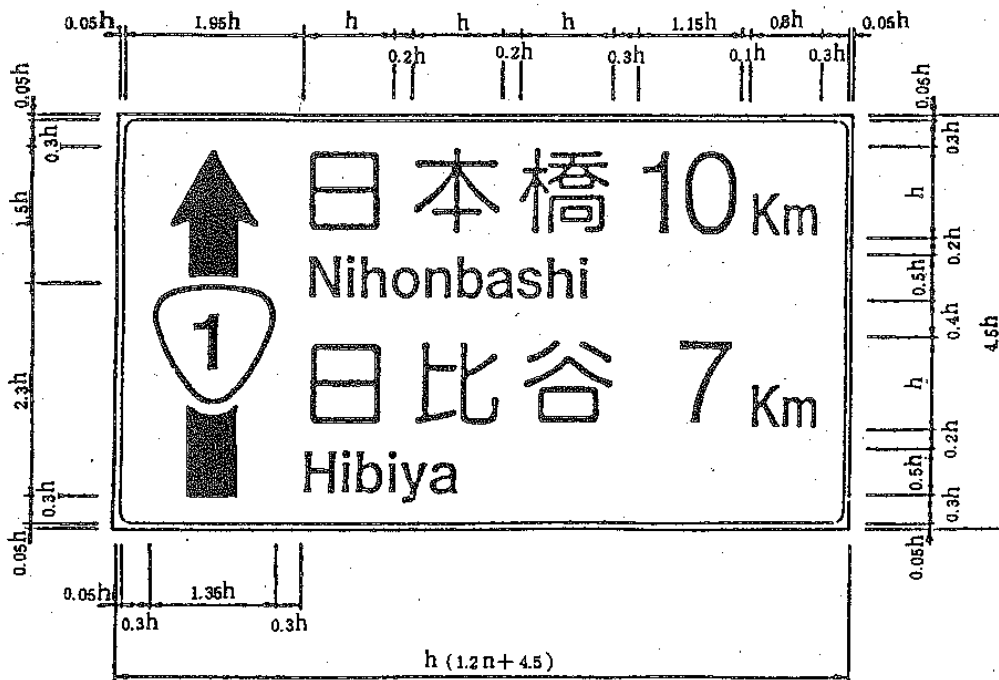 0.05h 1.95h h h h 1.15h 0.8h 0.05h
0.2h 0.2h 0.3h 0.1h 0.3h
0.05h
0.3h
1.5h
2.3h
0.3h
0.05h
日本橋 10 Km
Nihonbashi
1
日比谷 7 Km
Hibiya
0.05h
0.3h
h
0.2h
0.5h
0.4h
h
0.2h
0.5h
0.3h
0.05h
4.5h
0.05h 1.35h
0.3h 0.3h
h (1.2n+4.5)